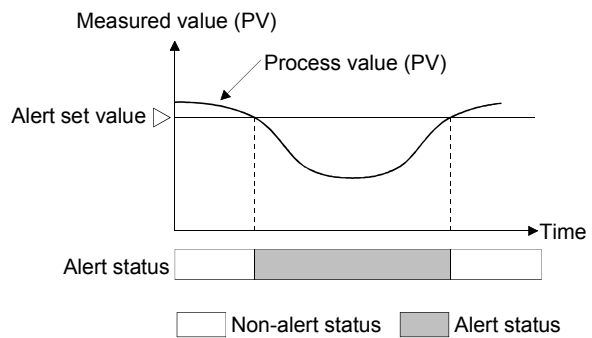 Measured value (PV)
Process value (PV)
Alert set value
Time
Alert status
Non-alert status
Alert status